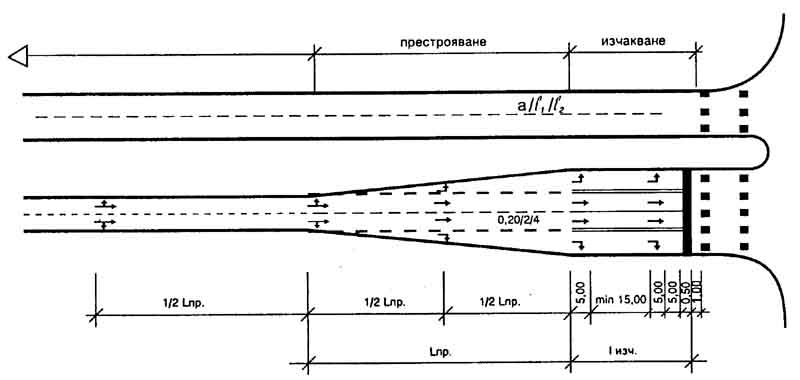 престрояване
изчакване
a/l₁/l₂
0,20/2/4
1/2 Lпр.
1/2 Lпр.
1/2 Lпр.
5,00
min 15,00
5,00
5,00
0,50
1,00
Lпр.
l изч.